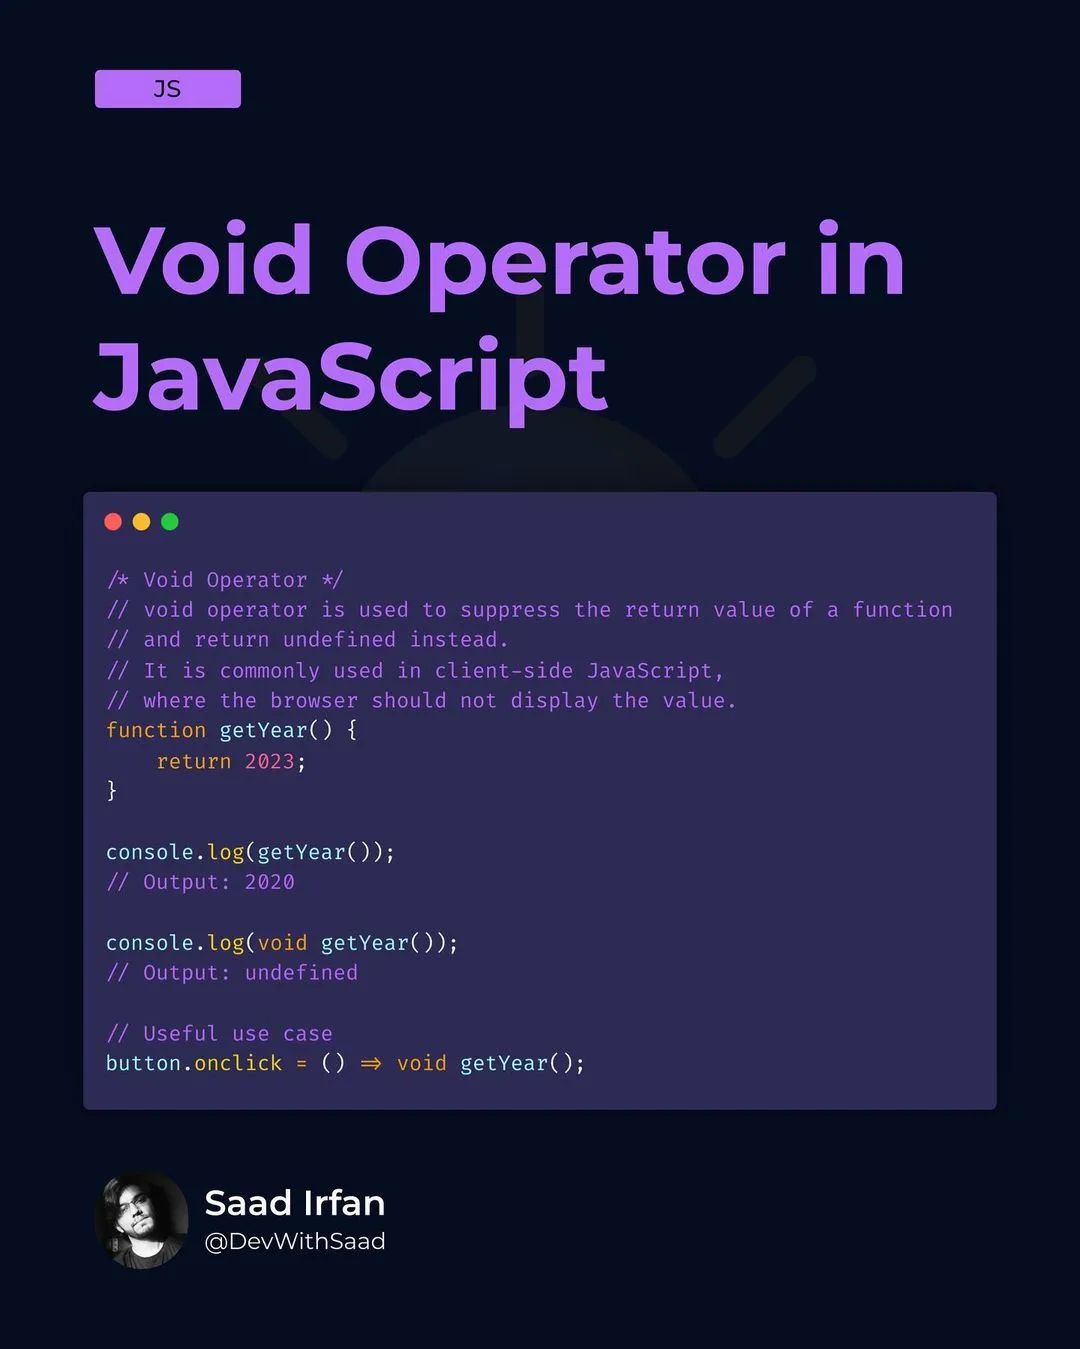 JS
Void Operator in
JavaScript
/* Void Operator */
// void operator is used to suppress the return value of a function
// and return undefined instead.
// It is commonly used in client-side JavaScript,
// where the browser should not display the value.
function getYear() {
    return 2023;
}
console.log(getYear());
// Output: 2020
console.log(void getYear());
// Output: undefined
// Useful use case
button.onclick = () => void getYear();
Saad Irfan
@DevWithSaad